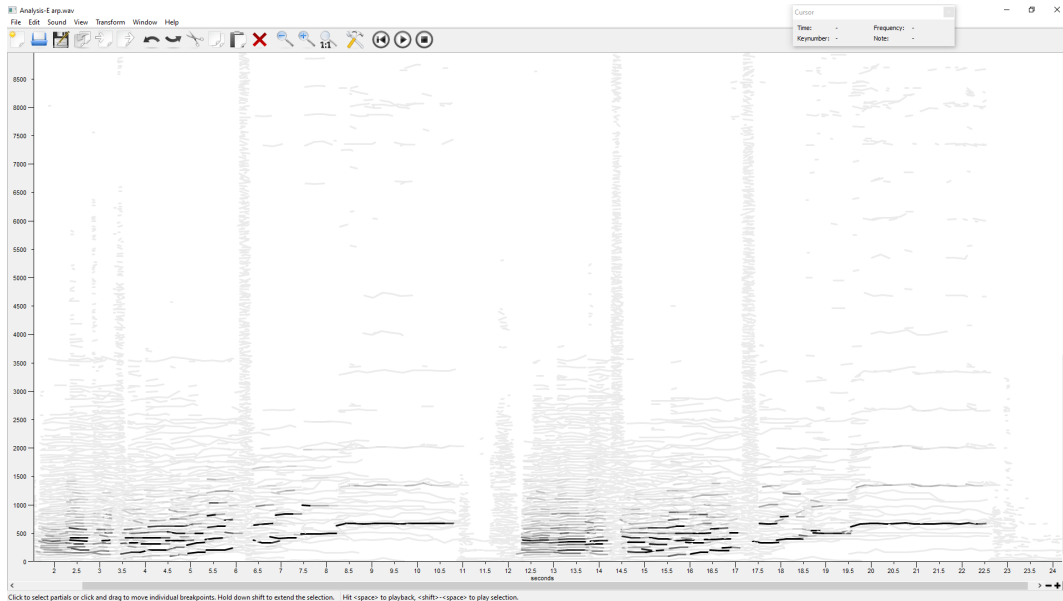 Analysis-E arp.wav
File Edit Sound View Transform Window Help
Cursor
Time: - Frequency: -
Keynumber: - Note: -
1:1
8500
8000
7500
7000
6500
6000
5500
5000
4500
4000
3500
3000
2500
2000
1500
1000
500
0
2 2.5 3 3.5 4 4.5 5 5.5 6 6.5 7 7.5 8 8.5 9 9.5 10 10.5 11 11.5 12 12.5 13 13.5 14 14.5 15 15.5 16 16.5 17 17.5 18 18.5 19 19.5 20 20.5 21 21.5 22 22.5 23 23.5 24
seconds
Click to select partials or click and drag to move individual breakpoints. Hold down shift to extend the selection. Hit <space> to playback, <shift>-<space> to play selection.